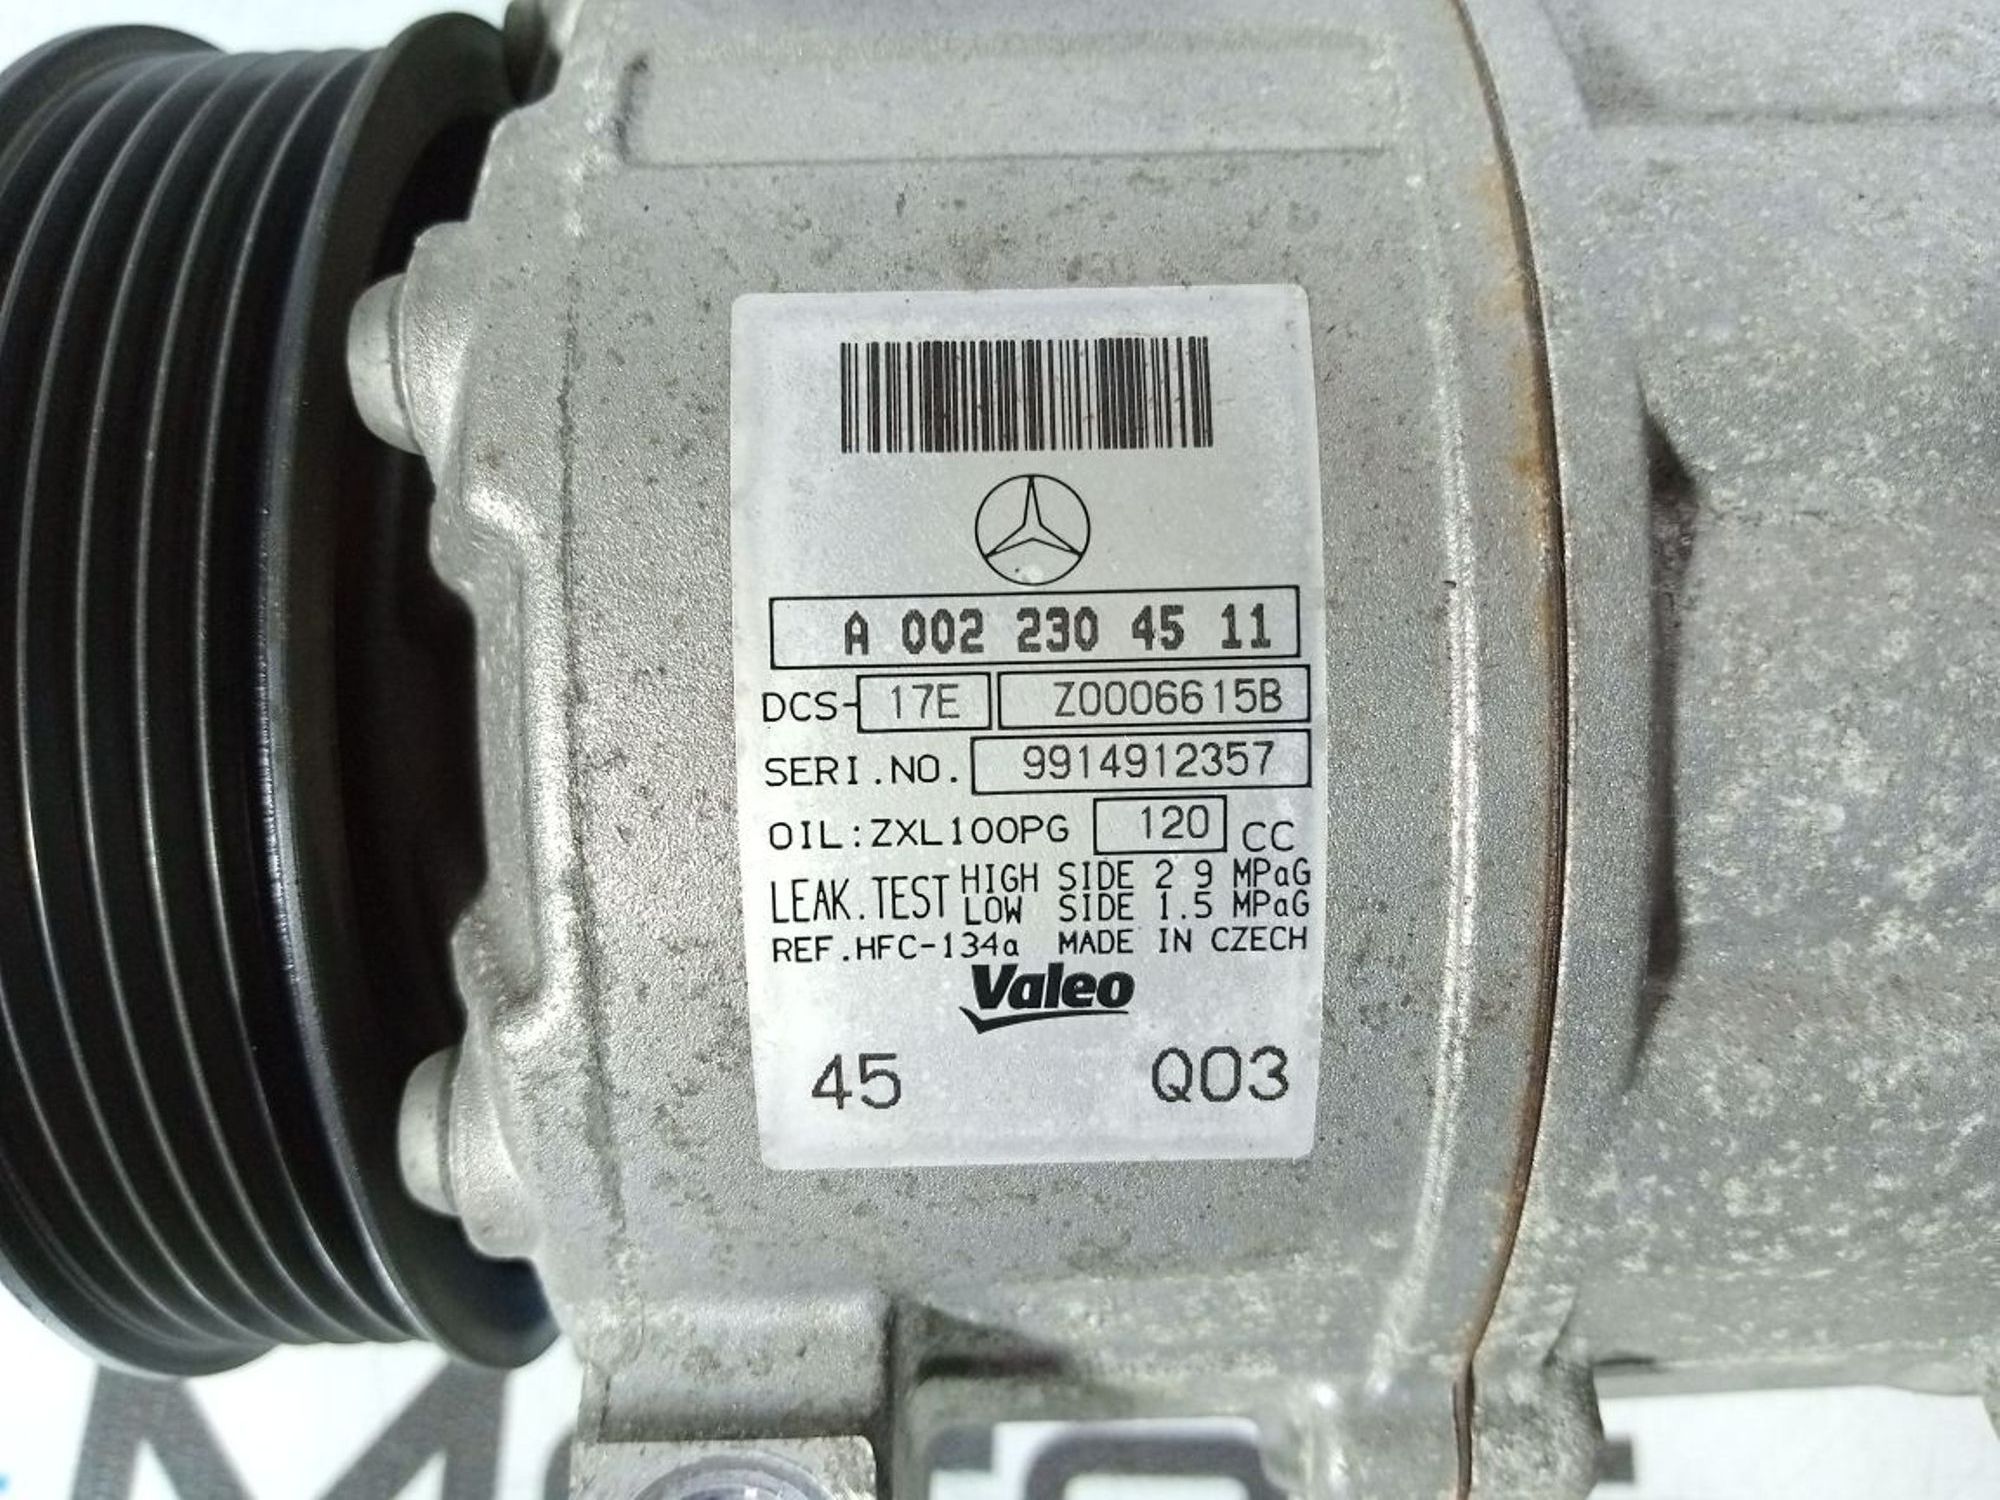 A 002 230 45 11
DCS- 17E Z0006615B
SERI.NO. 9914912357
OIL:ZXL100PG 120 CC
LEAK.TEST HIGH SIDE 2.9 MPaG
LOW SIDE 1.5 MPaG
REF.HFC-134a MADE IN CZECH
Valeo
45 Q03